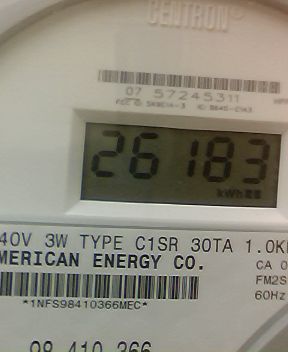 CENTRON®
07 57245311
26183
kWh
40V 3W TYPE C1SR 30TA 1.0K
MERICAN ENERGY CO.
CA 0
FM2S
60Hz
*1NFS98410366MEC*
98 410 366